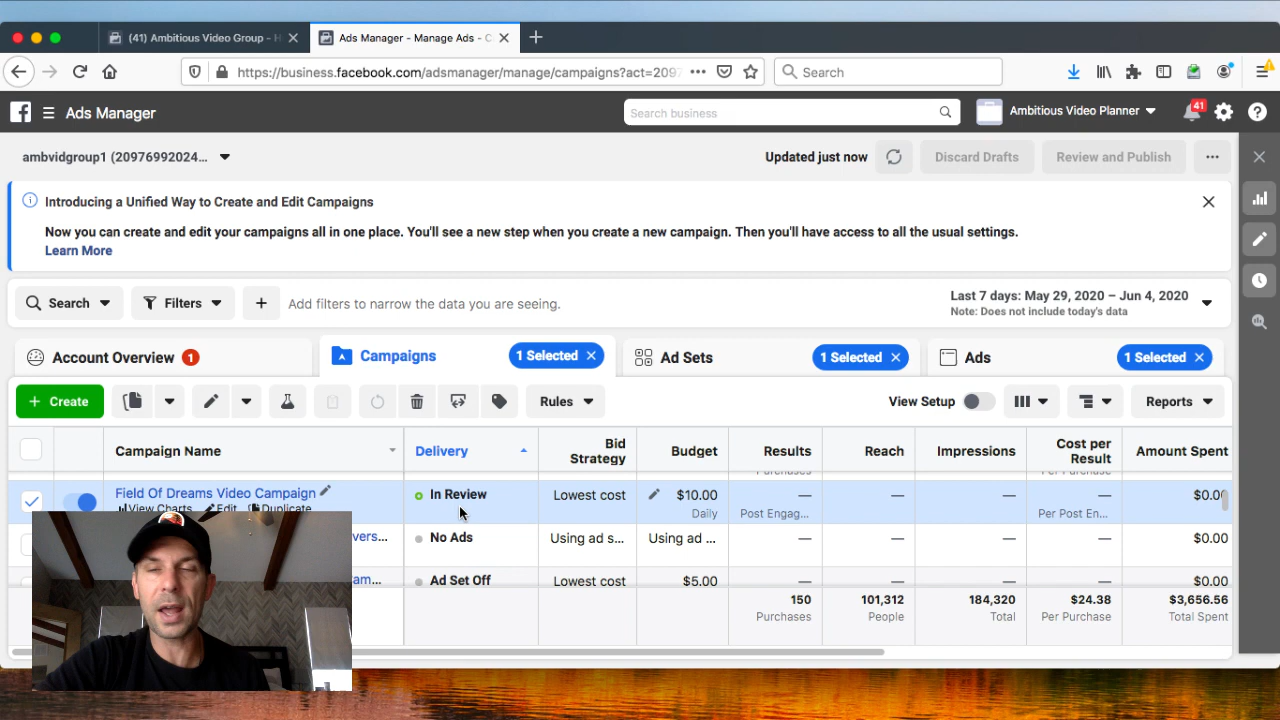 (41) Ambitious Video Group - H
Ads Manager - Manage Ads - C
https://business.facebook.com/adsmanager/manage/campaigns?act=2097
Search
Ads Manager
Search business
Ambitious Video Planner
41
ambvidgroup1 (20976992024...
Updated just now
Discard Drafts
Review and Publish
Introducing a Unified Way to Create and Edit Campaigns
Now you can create and edit your campaigns all in one place. You'll see a new step when you create a new campaign. Then you'll have access to all the usual settings.
Learn More
Search
Filters
Add filters to narrow the data you are seeing.
Last 7 days: May 29, 2020 – Jun 4, 2020
Note: Does not include today's data
Account Overview 1
Campaigns
1 Selected
Ad Sets
1 Selected
Ads
1 Selected
+ Create
Rules
View Setup
Reports
Campaign Name
Delivery
Bid Strategy
Budget
Results
Reach
Impressions
Cost per Result
Amount Spent
Purchases
Per Purchase
Field Of Dreams Video Campaign
View Charts Edit Duplicate
In Review
Lowest cost
$10.00
Daily
—
Post Engag...
—
—
—
Per Post En...
$0.00
vers...
No Ads
Using ad s...
Using ad ...
—
—
—
—
$0.00
am...
Ad Set Off
Lowest cost
$5.00
—
—
—
—
$0.00
150
Purchases
101,312
People
184,320
Total
$24.38
Per Purchase
$3,656.56
Total Spent